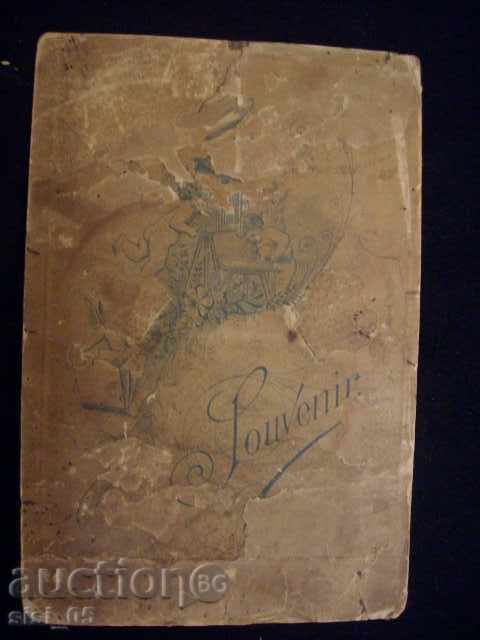 Souvenir.
auction BG
sisi_05